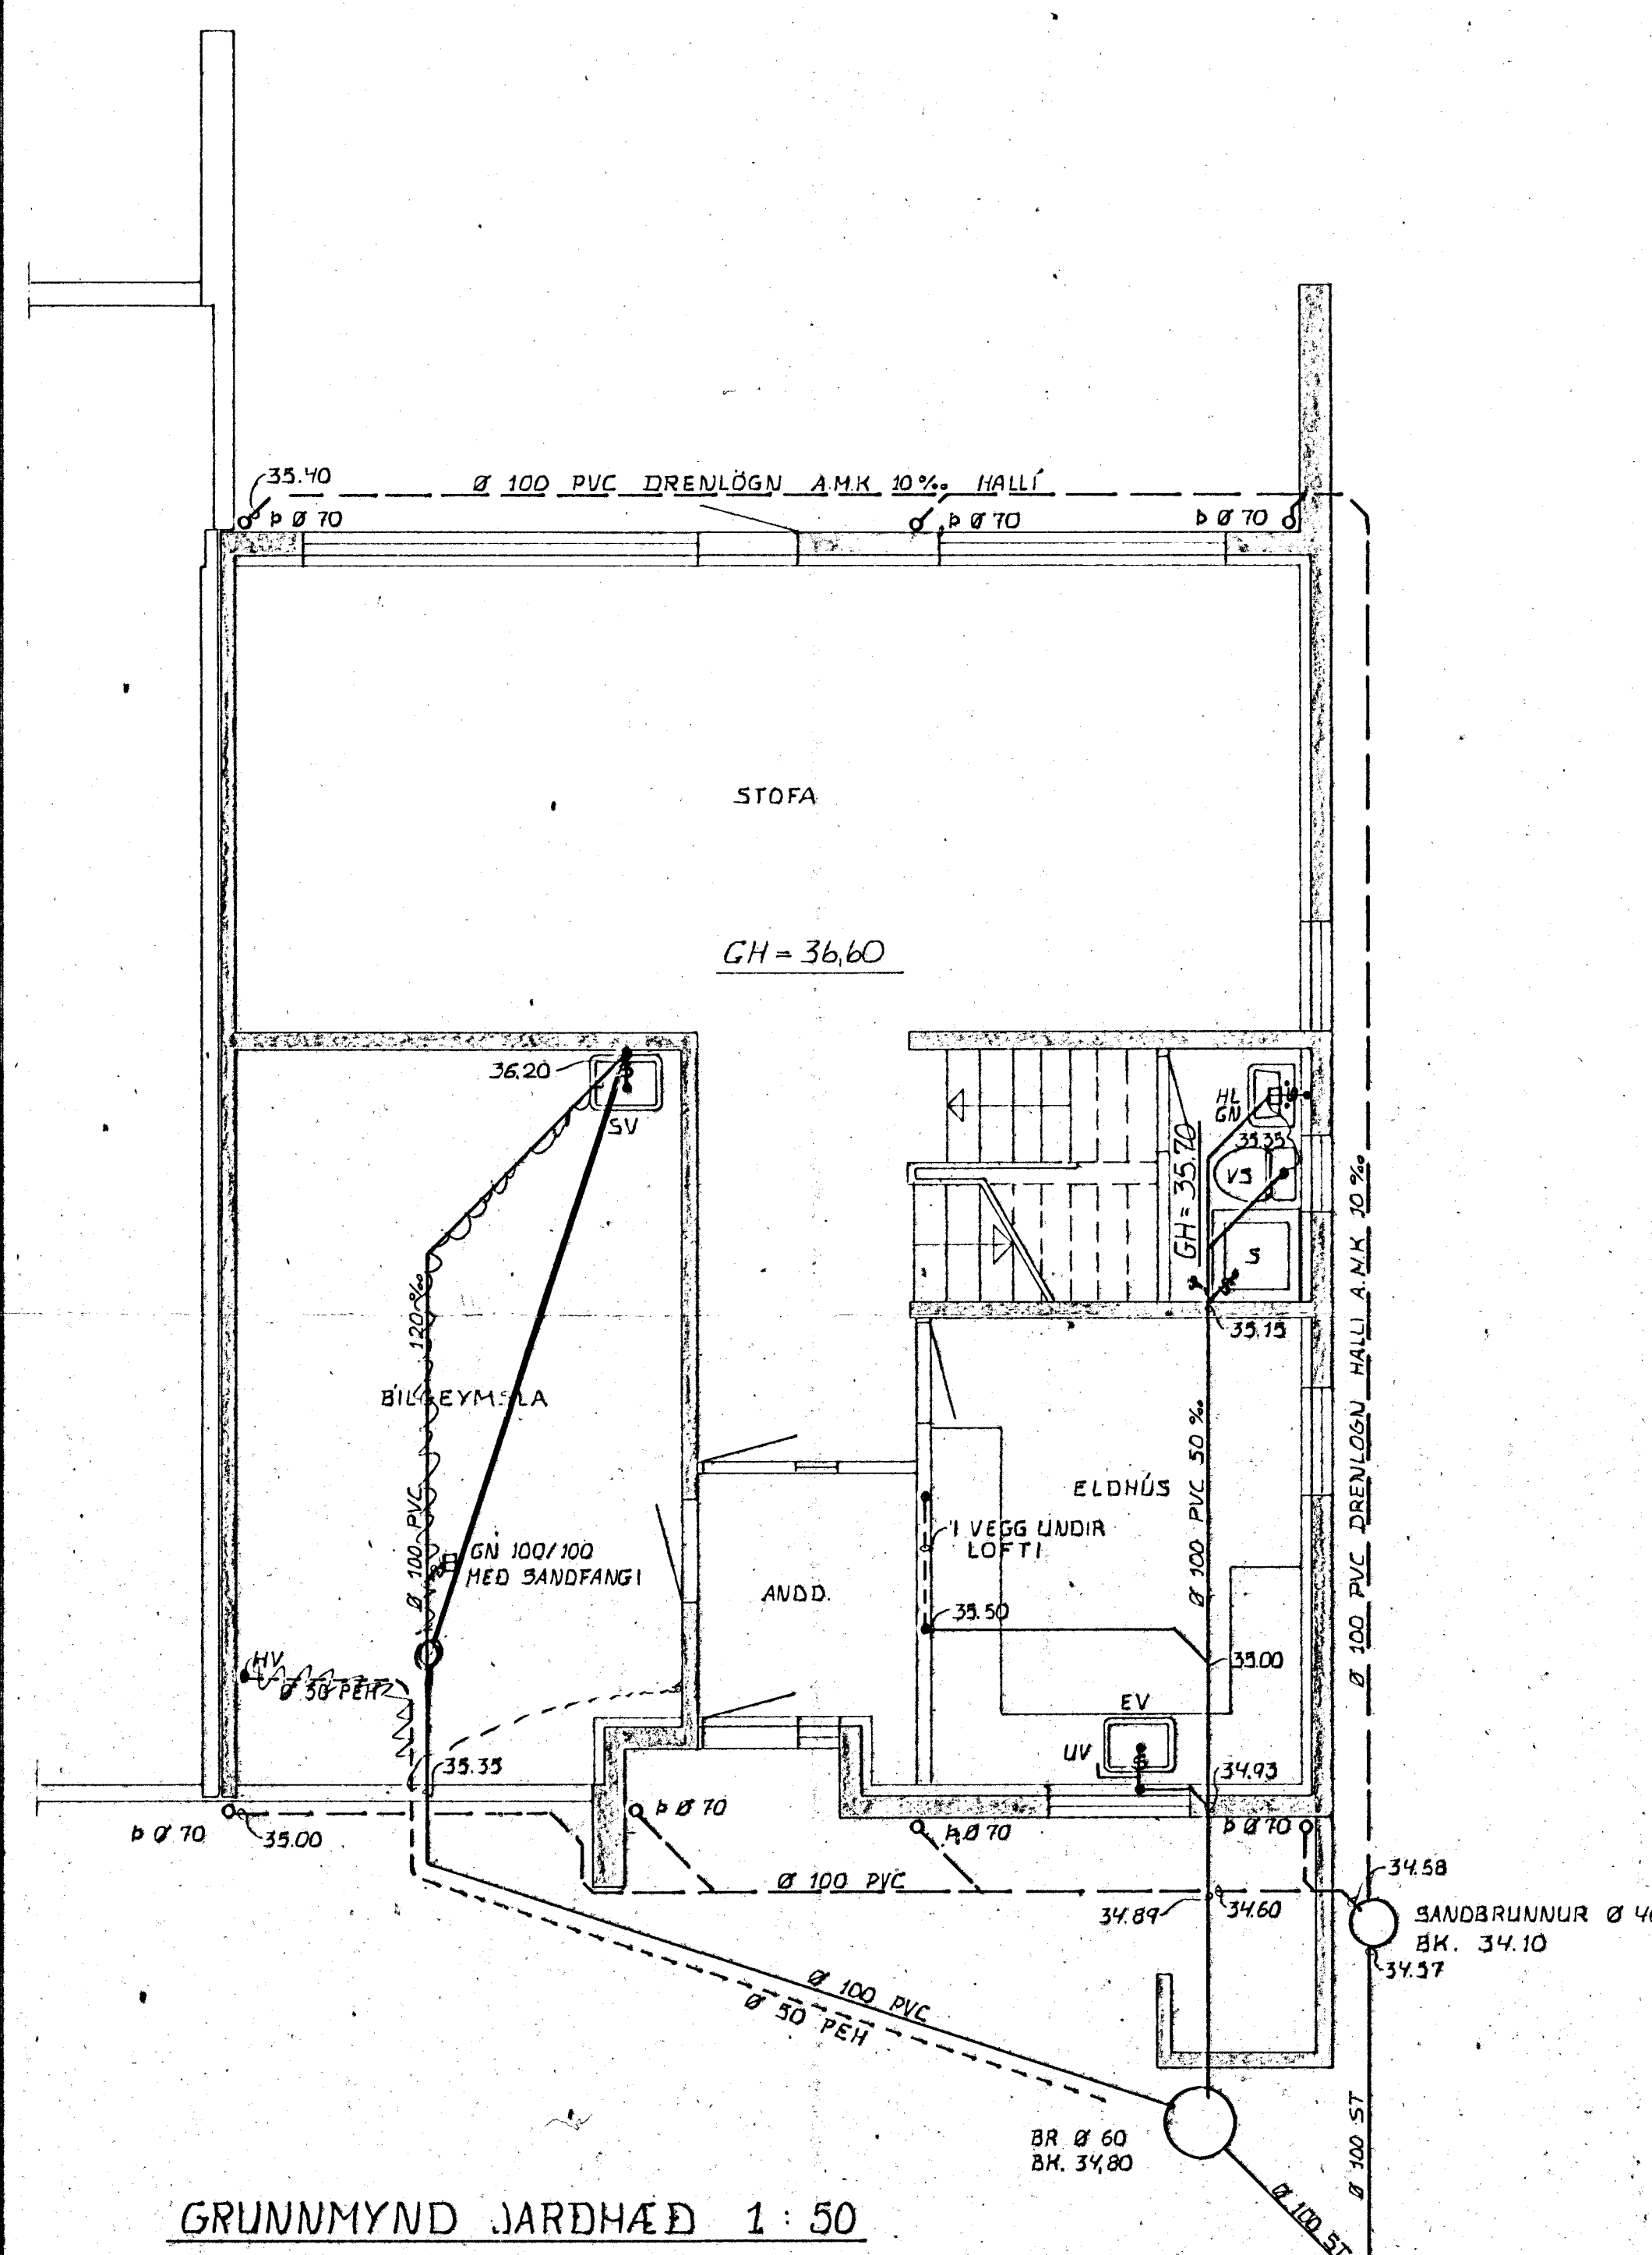 35.40
Ø 100 PVC DRENLÖGN A.M.K 10‰ HALLÍ
Þ Ø 70
Þ Ø 70
Þ Ø 70
STOFA
GH = 36,60
36.20
SV
HL
GN
35.35
VS
GH = 35.70
S
35.15
120‰
BÍLGEYMSLA
Ø 100 PVC
GN 100/100
MEÐ SANDFANGI
ELDHÚS
Ø 100 PVC 50‰
Í VEGG UNDIR
LOFTI
ANDD.
35.50
35.00
Ø 100 PVC DRENLOGN HALLI A.M.K 10‰
HV
Ø 50 PEH
EV
UV
35.35
34.93
Þ Ø 70
35.00
Þ Ø 70
Þ Ø 70
Þ Ø 70
Ø 100 PVC
34.89
34.60
34.58
SANDBRUNNUR Ø 40
BK. 34.10
34.57
Ø 100 PVC
Ø 50 PEH
BR Ø 60
BK. 34,80
Ø 100 ST
Ø 100 ST
GRUNNMYND JARÐHÆÐ 1 : 50